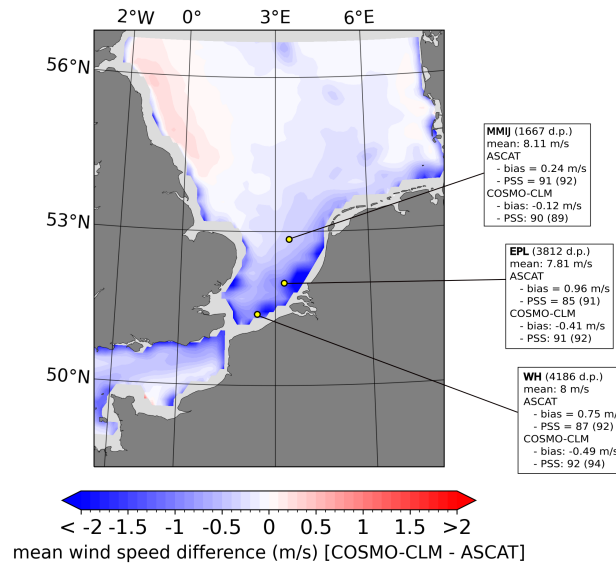 2°W 0° 3°E 6°E
56°N
53°N
50°N
MMIJ (1667 d.p.)
mean: 8.11 m/s
ASCAT
- bias = 0.24 m/s
- PSS = 91 (92)
COSMO-CLM
- bias: -0.12 m/s
- PSS: 90 (89)
EPL (3812 d.p.)
mean: 7.81 m/s
ASCAT
- bias = 0.96 m/s
- PSS = 85 (91)
COSMO-CLM
- bias: -0.41 m/s
- PSS: 91 (92)
WH (4186 d.p.)
mean: 8 m/s
ASCAT
- bias = 0.75 m/s
- PSS = 87 (92)
COSMO-CLM
- bias: -0.49 m/s
- PSS: 92 (94)
< -2 -1.5 -1 -0.5 0 0.5 1 1.5 >2
mean wind speed difference (m/s) [COSMO-CLM - ASCAT]